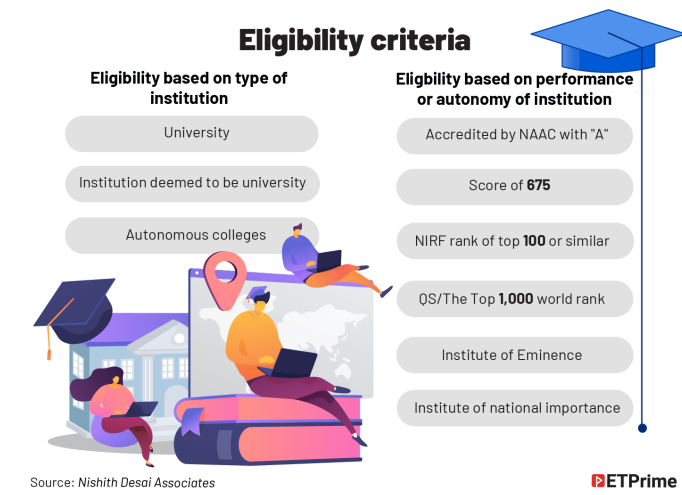 Eligibility criteria
Eligibility based on type of
institution
University
Institution deemed to be university
Autonomous colleges
Eligbility based on performance
or autonomy of institution
Accredited by NAAC with "A"
Score of 675
NIRF rank of top 100 or similar
QS/The Top 1,000 world rank
Institute of Eminence
Institute of national importance
Source: Nishith Desai Associates
ETPrime